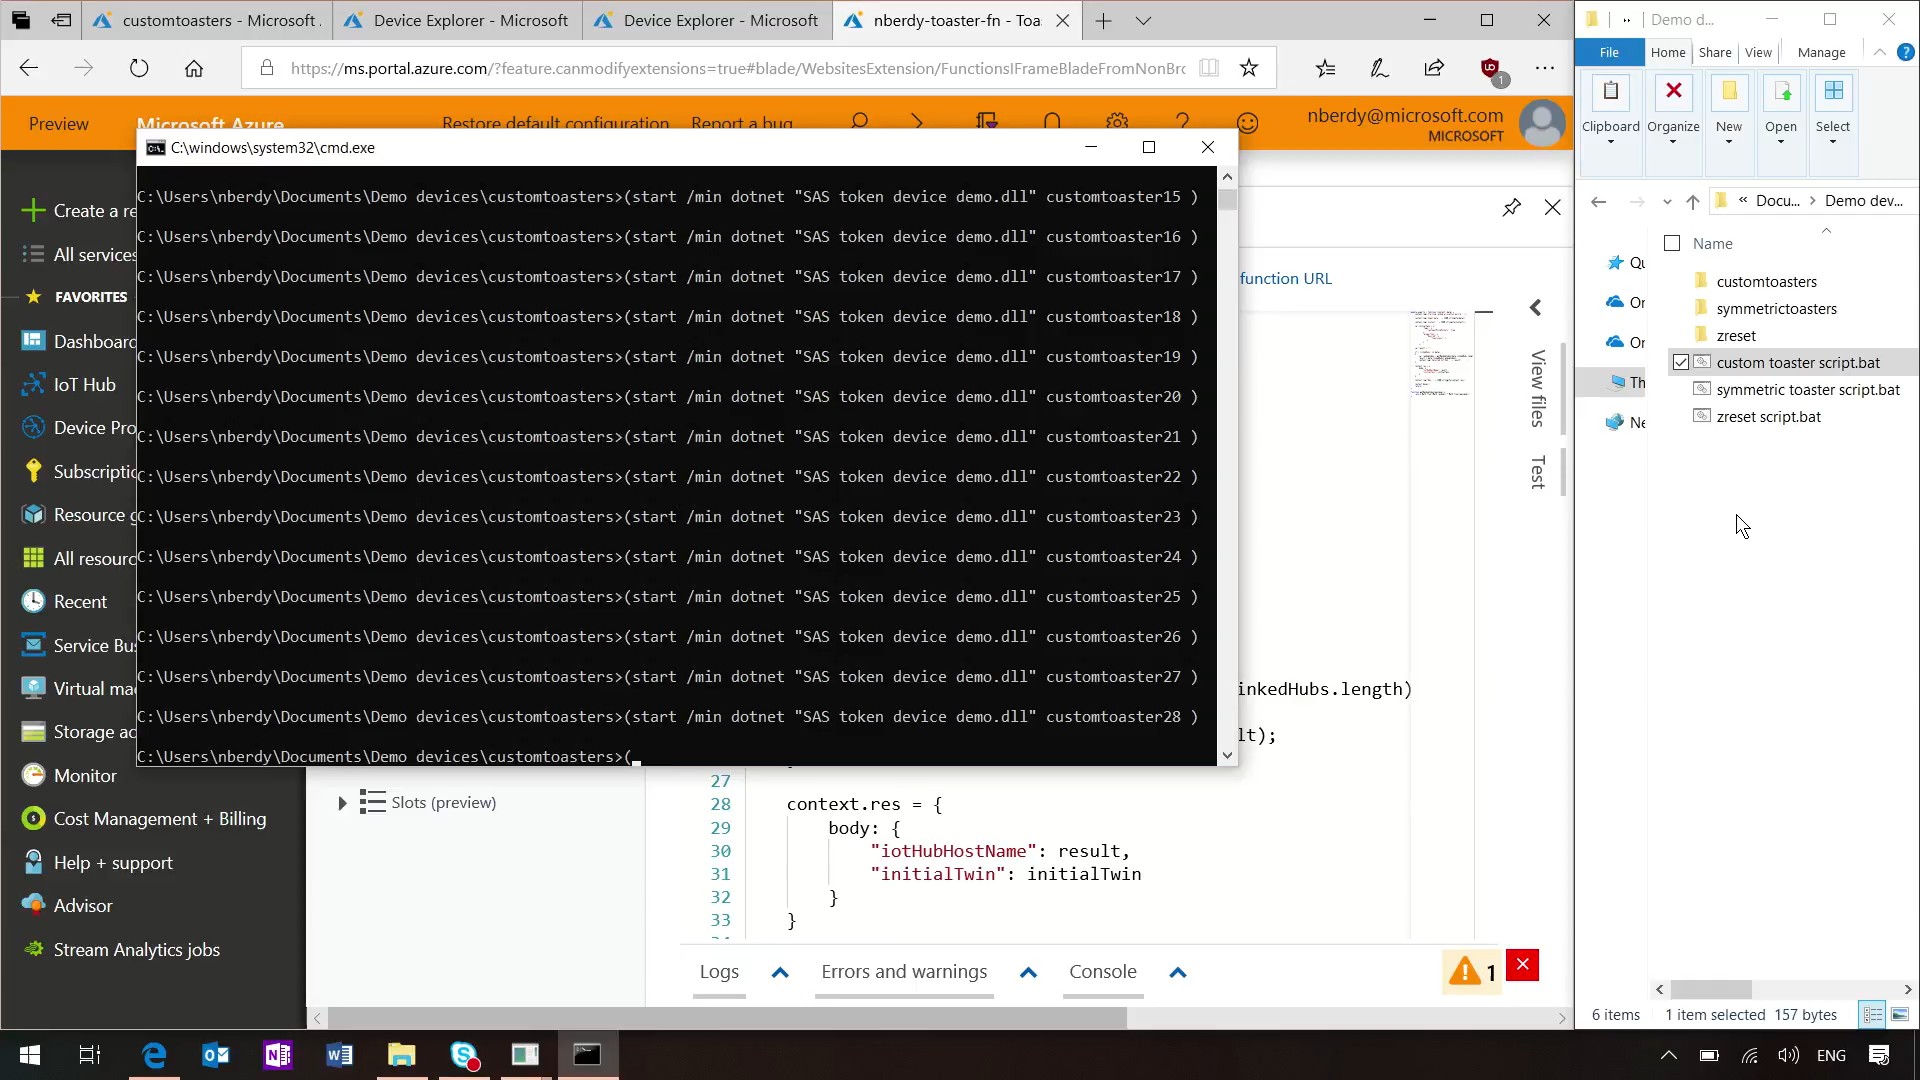 customtoasters - Microsoft
Device Explorer - Microsoft
Device Explorer - Microsoft
nberdy-toaster-fn - Toa
https://ms.portal.azure.com/?feature.canmodifyextensions=true#blade/WebsitesExtension/FunctionsIFrameBladeFromNonBrc
1
Preview
Microsoft Azure
Restore default configuration
Report a bug
nberdy@microsoft.com
MICROSOFT
C:\windows\system32\cmd.exe
C:\Users\nberdy\Documents\Demo devices\customtoasters>(start /min dotnet "SAS token device demo.dll" customtoaster15 )
C:\Users\nberdy\Documents\Demo devices\customtoasters>(start /min dotnet "SAS token device demo.dll" customtoaster16 )
C:\Users\nberdy\Documents\Demo devices\customtoasters>(start /min dotnet "SAS token device demo.dll" customtoaster17 )
C:\Users\nberdy\Documents\Demo devices\customtoasters>(start /min dotnet "SAS token device demo.dll" customtoaster18 )
C:\Users\nberdy\Documents\Demo devices\customtoasters>(start /min dotnet "SAS token device demo.dll" customtoaster19 )
C:\Users\nberdy\Documents\Demo devices\customtoasters>(start /min dotnet "SAS token device demo.dll" customtoaster20 )
C:\Users\nberdy\Documents\Demo devices\customtoasters>(start /min dotnet "SAS token device demo.dll" customtoaster21 )
C:\Users\nberdy\Documents\Demo devices\customtoasters>(start /min dotnet "SAS token device demo.dll" customtoaster22 )
C:\Users\nberdy\Documents\Demo devices\customtoasters>(start /min dotnet "SAS token device demo.dll" customtoaster23 )
C:\Users\nberdy\Documents\Demo devices\customtoasters>(start /min dotnet "SAS token device demo.dll" customtoaster24 )
C:\Users\nberdy\Documents\Demo devices\customtoasters>(start /min dotnet "SAS token device demo.dll" customtoaster25 )
C:\Users\nberdy\Documents\Demo devices\customtoasters>(start /min dotnet "SAS token device demo.dll" customtoaster26 )
C:\Users\nberdy\Documents\Demo devices\customtoasters>(start /min dotnet "SAS token device demo.dll" customtoaster27 )
C:\Users\nberdy\Documents\Demo devices\customtoasters>(start /min dotnet "SAS token device demo.dll" customtoaster28 )
C:\Users\nberdy\Documents\Demo devices\customtoasters>(
Create a re
All services
FAVORITES
Dashboard
IoT Hub
Device Pro
Subscriptio
Resource g
All resourc
Recent
Service Bu
Virtual mac
Storage ac
Monitor
Cost Management + Billing
Help + support
Advisor
Stream Analytics jobs
Slots (preview)
function URL
View files
Test
inkedHubs.length)
lt);
27
28 context.res = {
29 body: {
30 "iotHubHostName": result,
31 "initialTwin": initialTwin
32 }
33 }
Logs
Errors and warnings
Console
1
Demo d...
File
Home
Share
View
Manage
Clipboard
Organize
New
Open
Select
« Docu... > Demo dev...
Name
Qu
On
On
Th
Ne
customtoasters
symmetrictoasters
zreset
custom toaster script.bat
symmetric toaster script.bat
zreset script.bat
6 items
1 item selected 157 bytes
ENG